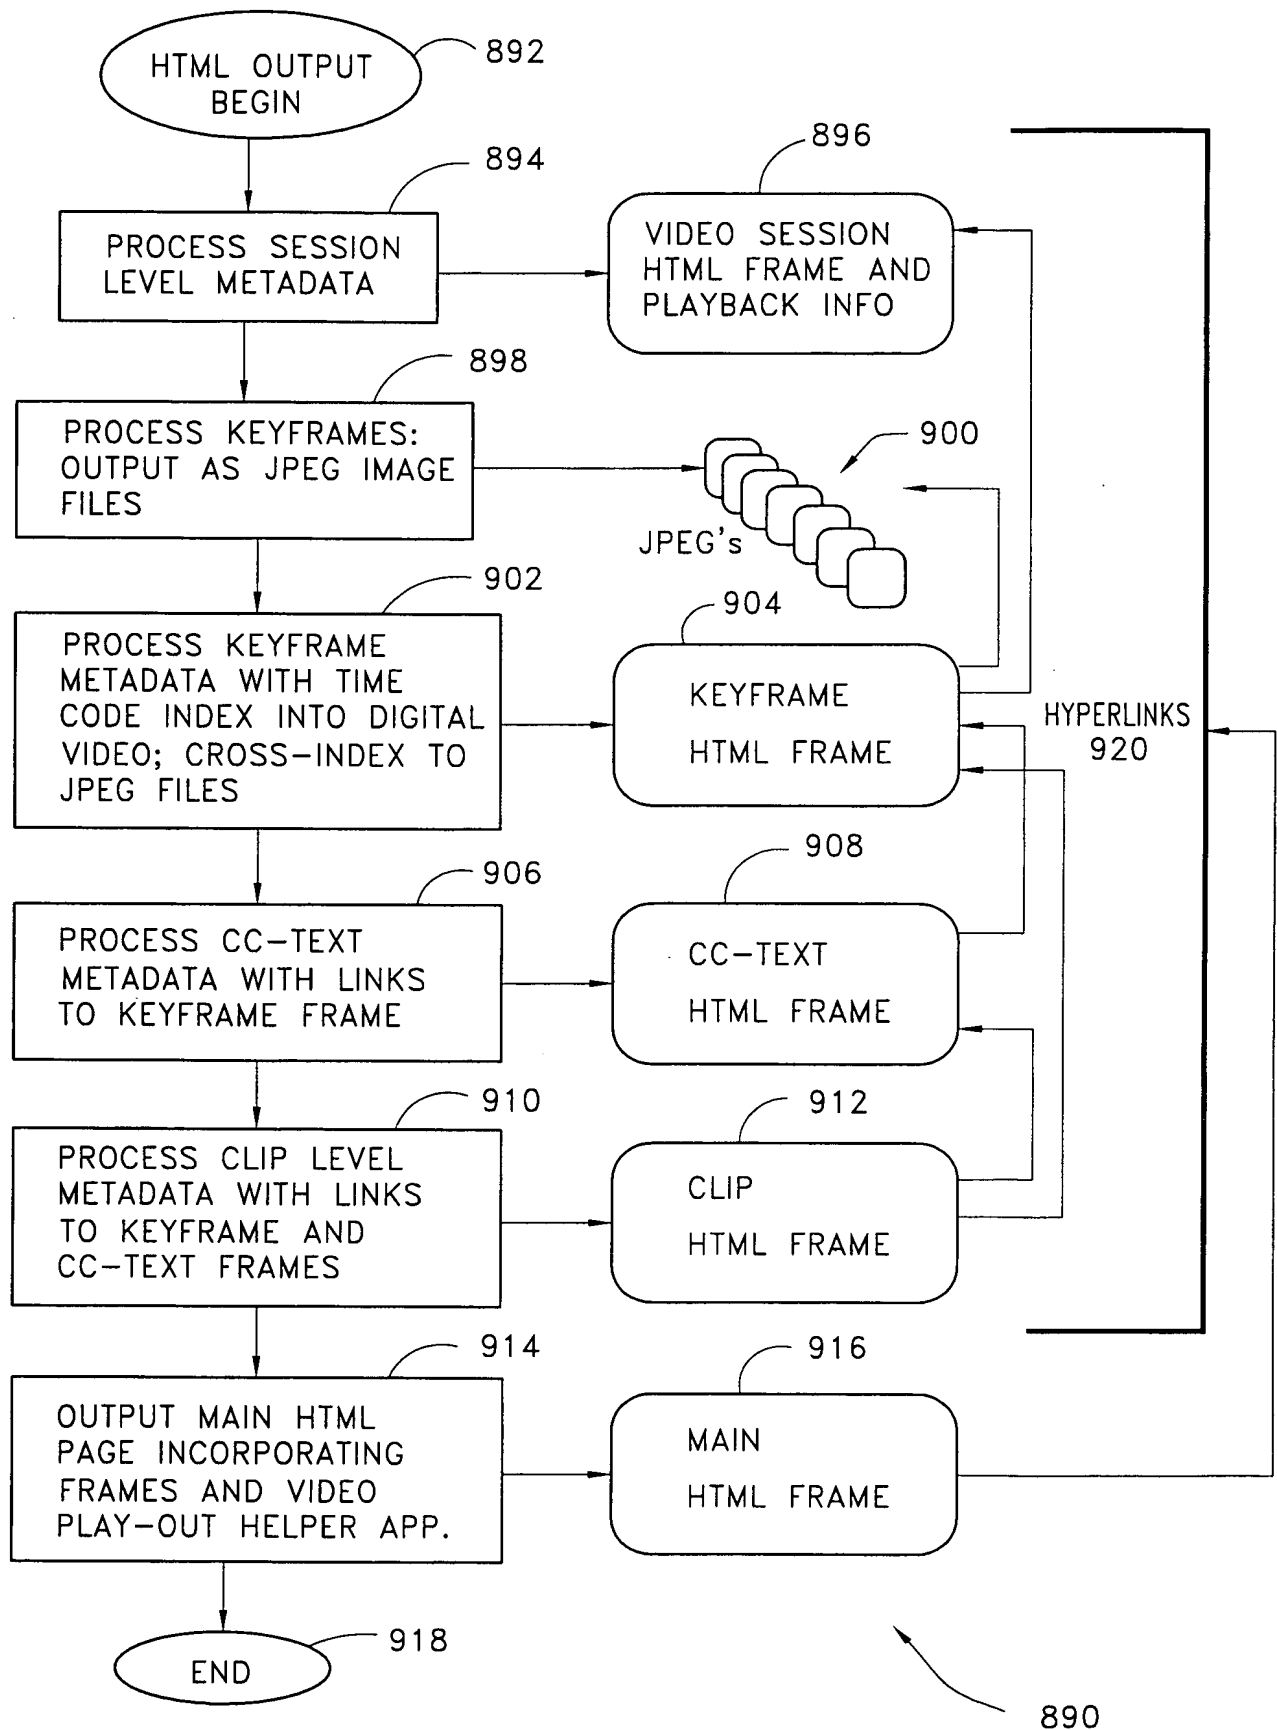 HTML OUTPUT
BEGIN
892
894
PROCESS SESSION
LEVEL METADATA
896
VIDEO SESSION
HTML FRAME AND
PLAYBACK INFO
898
PROCESS KEYFRAMES:
OUTPUT AS JPEG IMAGE
FILES
900
JPEG's
902
PROCESS KEYFRAME
METADATA WITH TIME
CODE INDEX INTO DIGITAL
VIDEO; CROSS-INDEX TO
JPEG FILES
904
KEYFRAME
HTML FRAME
HYPERLINKS
920
906
PROCESS CC-TEXT
METADATA WITH LINKS
TO KEYFRAME FRAME
908
CC-TEXT
HTML FRAME
910
PROCESS CLIP LEVEL
METADATA WITH LINKS
TO KEYFRAME AND
CC-TEXT FRAMES
912
CLIP
HTML FRAME
914
OUTPUT MAIN HTML
PAGE INCORPORATING
FRAMES AND VIDEO
PLAY-OUT HELPER APP.
916
MAIN
HTML FRAME
918
END
890